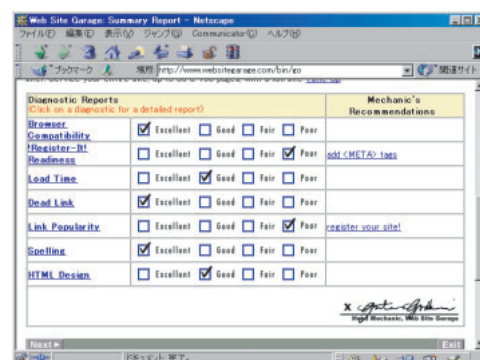 Web Site Garage: Summary Report - Netscape
ファイル(F) 編集(E) 表示(V) ジャンプ(G) Communicator(C) ヘルプ(H)
ブックマーク 場所 http://www.websitegarage.com/bin/go 関連サイト
Diagnostic Reports
(Click on a diagnostic for a detailed report)
Mechanic's
Recommendations
Browser
Compatibility
Excellent Good Fair Poor
!Register-It!
Readiness
Excellent Good Fair Poor
add <META> tags
Load Time Excellent Good Fair Poor
Dead Link Excellent Good Fair Poor
Link Popularity Excellent Good Fair Poor register your site!
Spelling Excellent Good Fair Poor
HTML Design Excellent Good Fair Poor
X
Head Mechanic, Web Site Garage
Next Exit
ドキュメント:完了。